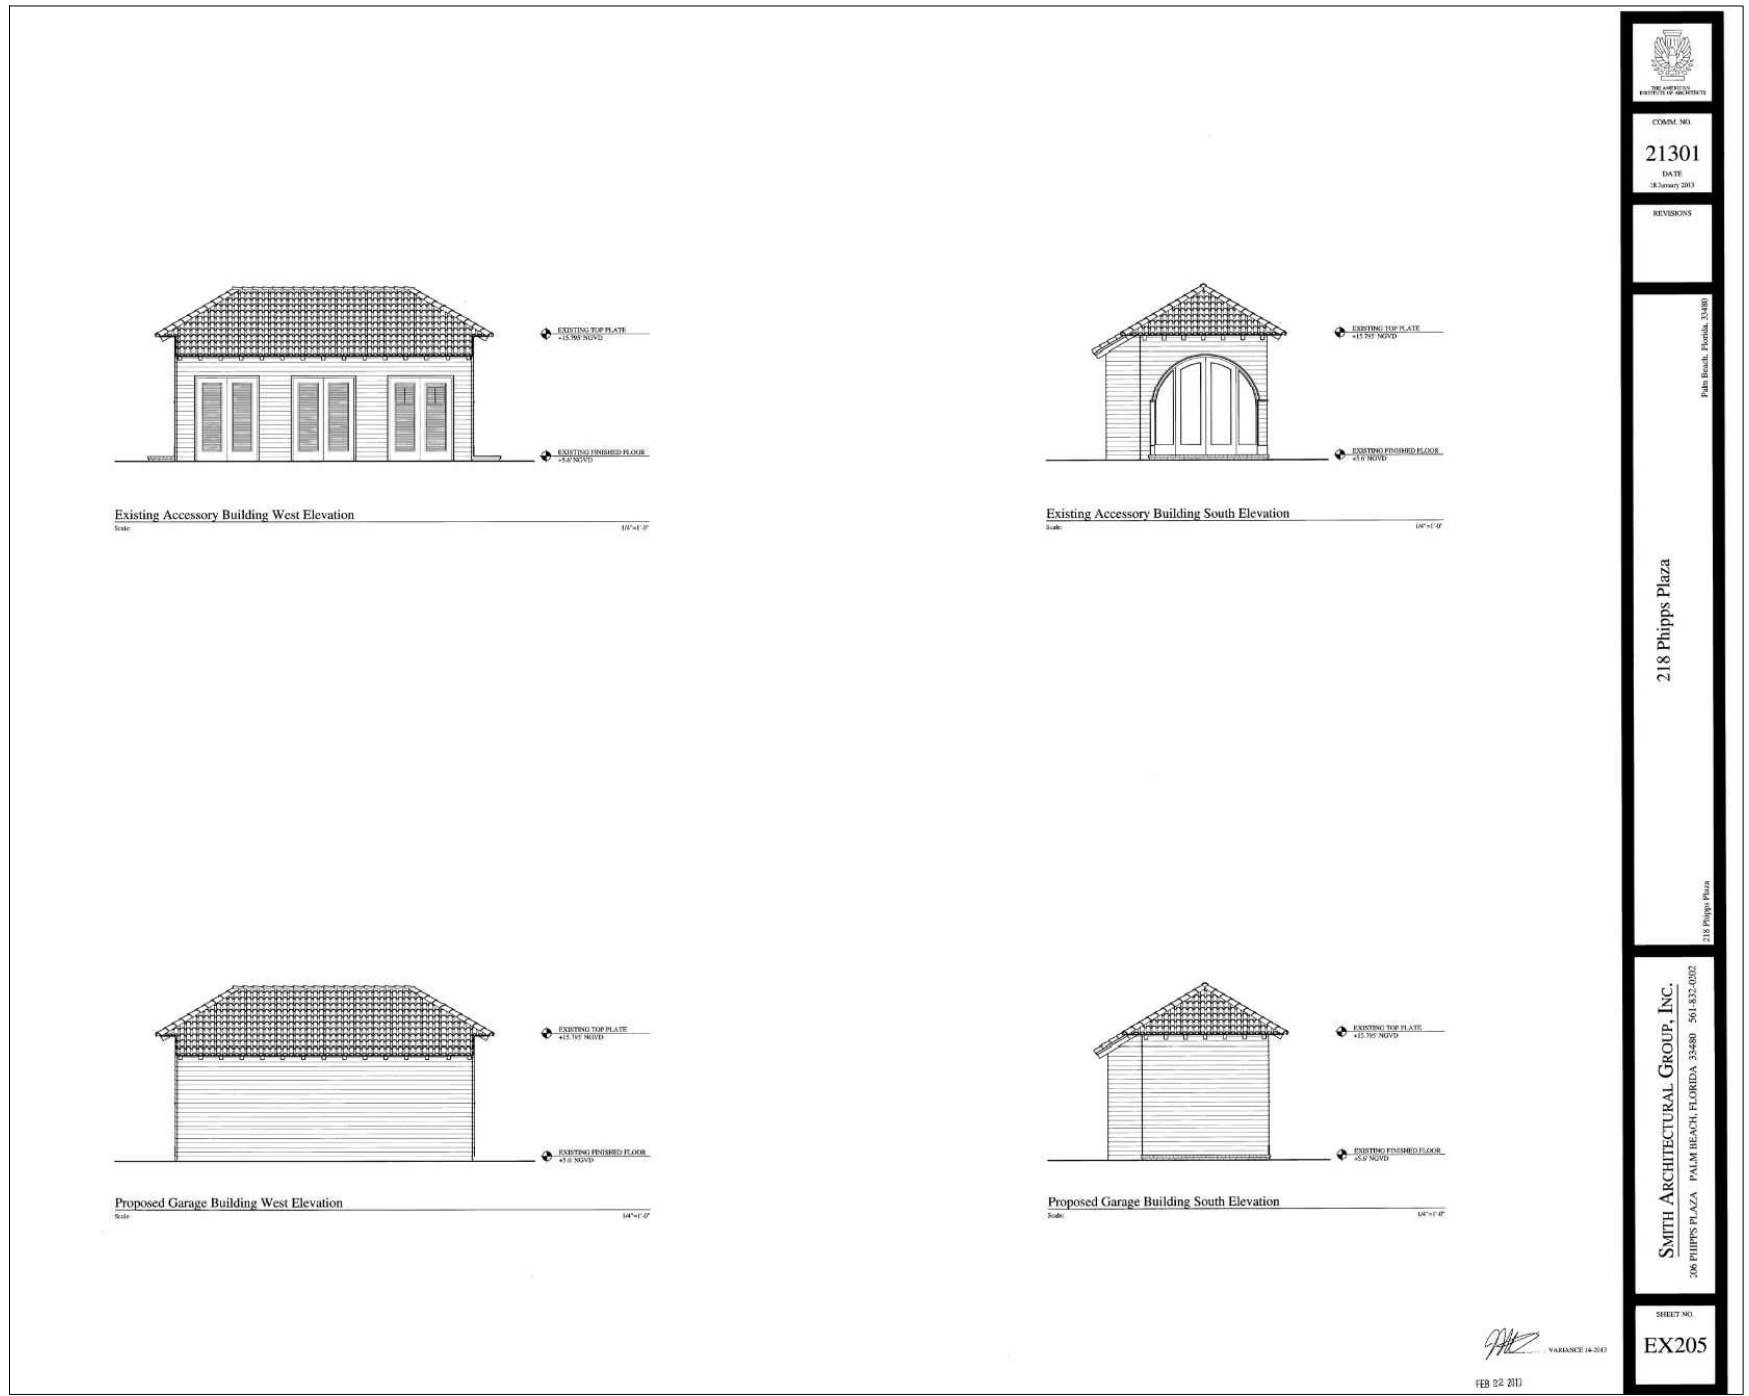 EXISTING TOP PLATE
+15.795' NGVD
EXISTING FINISHED FLOOR
+5.6' NGVD
Existing Accessory Building West Elevation
Scale: 1/4"=1'-0"
EXISTING TOP PLATE
+15.795' NGVD
EXISTING FINISHED FLOOR
+5.6' NGVD
Existing Accessory Building South Elevation
Scale: 1/4"=1'-0"
EXISTING TOP PLATE
+15.795' NGVD
EXISTING FINISHED FLOOR
+5.6' NGVD
Proposed Garage Building West Elevation
Scale: 1/4"=1'-0"
EXISTING TOP PLATE
+15.795' NGVD
EXISTING FINISHED FLOOR
+5.6' NGVD
Proposed Garage Building South Elevation
Scale: 1/4"=1'-0"
VARIANCE 14-2013
FEB 22 2013
THE AMERICAN
INSTITUTE OF ARCHITECTS
COMM. NO.
21301
DATE
18 January 2013
REVISIONS
218 Phipps Plaza
218 Phipps Plaza Palm Beach, Florida, 33480
SMITH ARCHITECTURAL GROUP, INC.
206 PHIPPS PLAZA PALM BEACH, FLORIDA 33480 561-832-0202
SHEET NO.
EX205